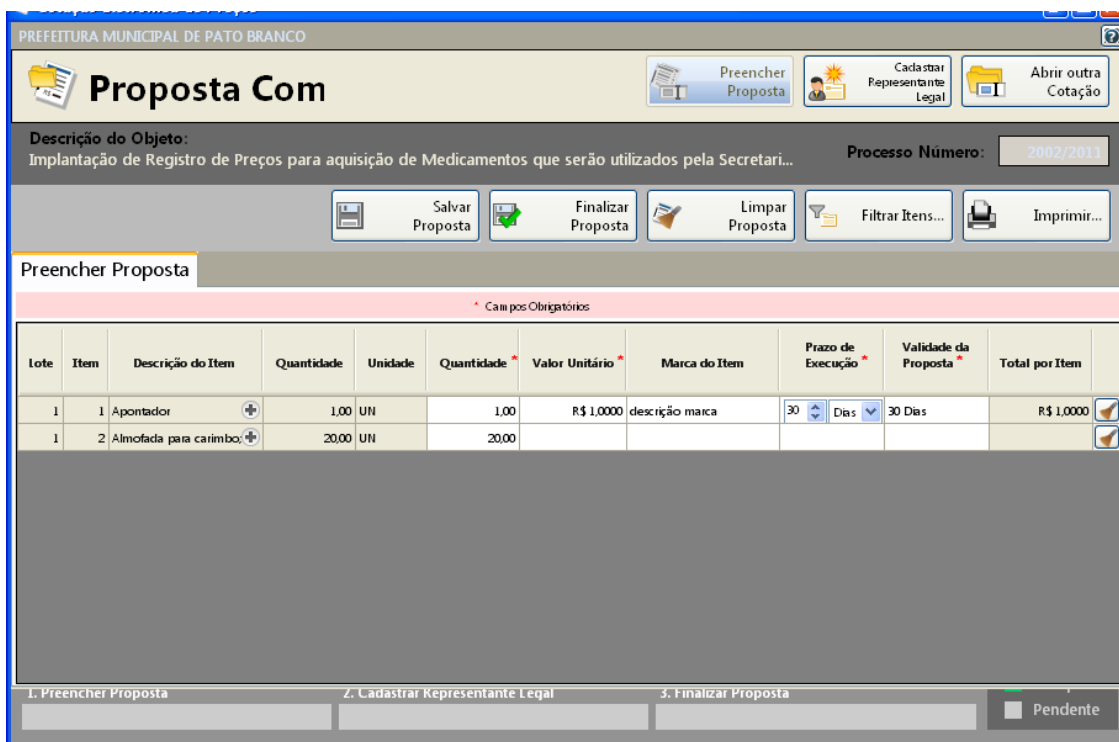 PREFEITURA MUNICIPAL DE PATO BRANCO
Proposta Com
Preencher
Proposta
Cadastrar
Representante
Legal
Abrir outra
Cotação
Descrição do Objeto:
Implantação de Registro de Preços para aquisição de Medicamentos que serão utilizados pela Secretari...
Processo Número:
2002/2011
Salvar
Proposta
Finalizar
Proposta
Limpar
Proposta
Filtrar Itens...
Imprimir...
Preencher Proposta
* Campos Obrigatórios
Lote Item Descrição do Item Quantidade Unidade Quantidade * Valor Unitário * Marca do Item Prazo de Execução * Validade da Proposta * Total por Item
1 1 Apontador 1,00 UN 1,00 R$ 1,0000 descrição marca 30 Dias 30 Dias R$ 1,0000
1 2 Almofada para carimbo; 20,00 UN 20,00
1. Preencher Proposta 2. Cadastrar Representante Legal 3. Finalizar Proposta
Pendente